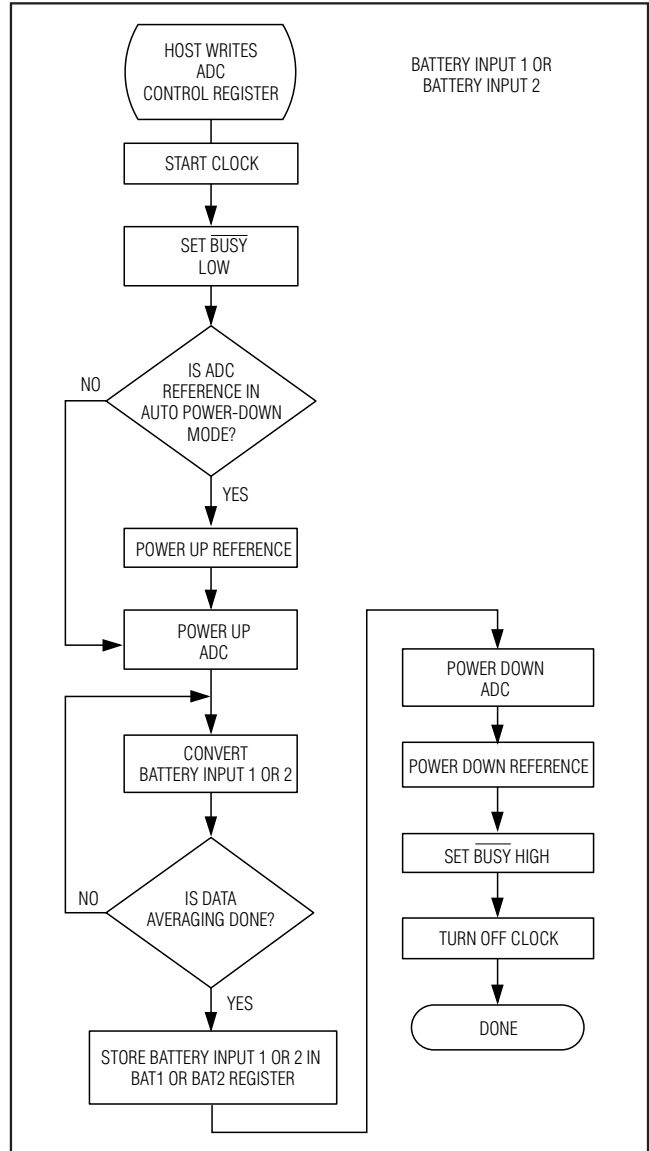 HOST WRITES
ADC
CONTROL REGISTER
BATTERY INPUT 1 OR
BATTERY INPUT 2
START CLOCK
SET B̅U̅S̅Y̅
LOW
IS ADC
REFERENCE IN
AUTO POWER-DOWN
MODE?
NO
YES
POWER UP REFERENCE
POWER UP
ADC
CONVERT
BATTERY INPUT 1 OR 2
IS DATA
AVERAGING DONE?
NO
YES
STORE BATTERY INPUT 1 OR 2 IN
BAT1 OR BAT2 REGISTER
POWER DOWN
ADC
POWER DOWN REFERENCE
SET B̅U̅S̅Y̅ HIGH
TURN OFF CLOCK
DONE